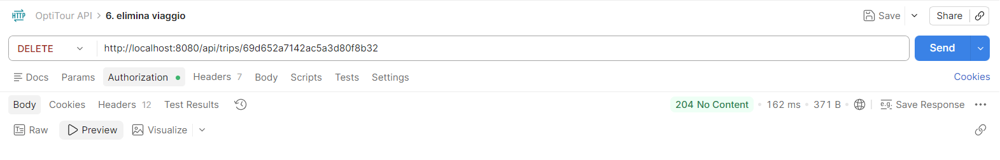 HTTP OptiTour API > 6. elimina viaggio Save Share
DELETE http://localhost:8080/api/trips/69d652a7142ac5a3d80f8b32 Send
Docs Params Authorization Headers 7 Body Scripts Tests Settings Cookies
Body Cookies Headers 12 Test Results 204 No Content 162 ms 371 B e.g. Save Response
Raw Preview Visualize